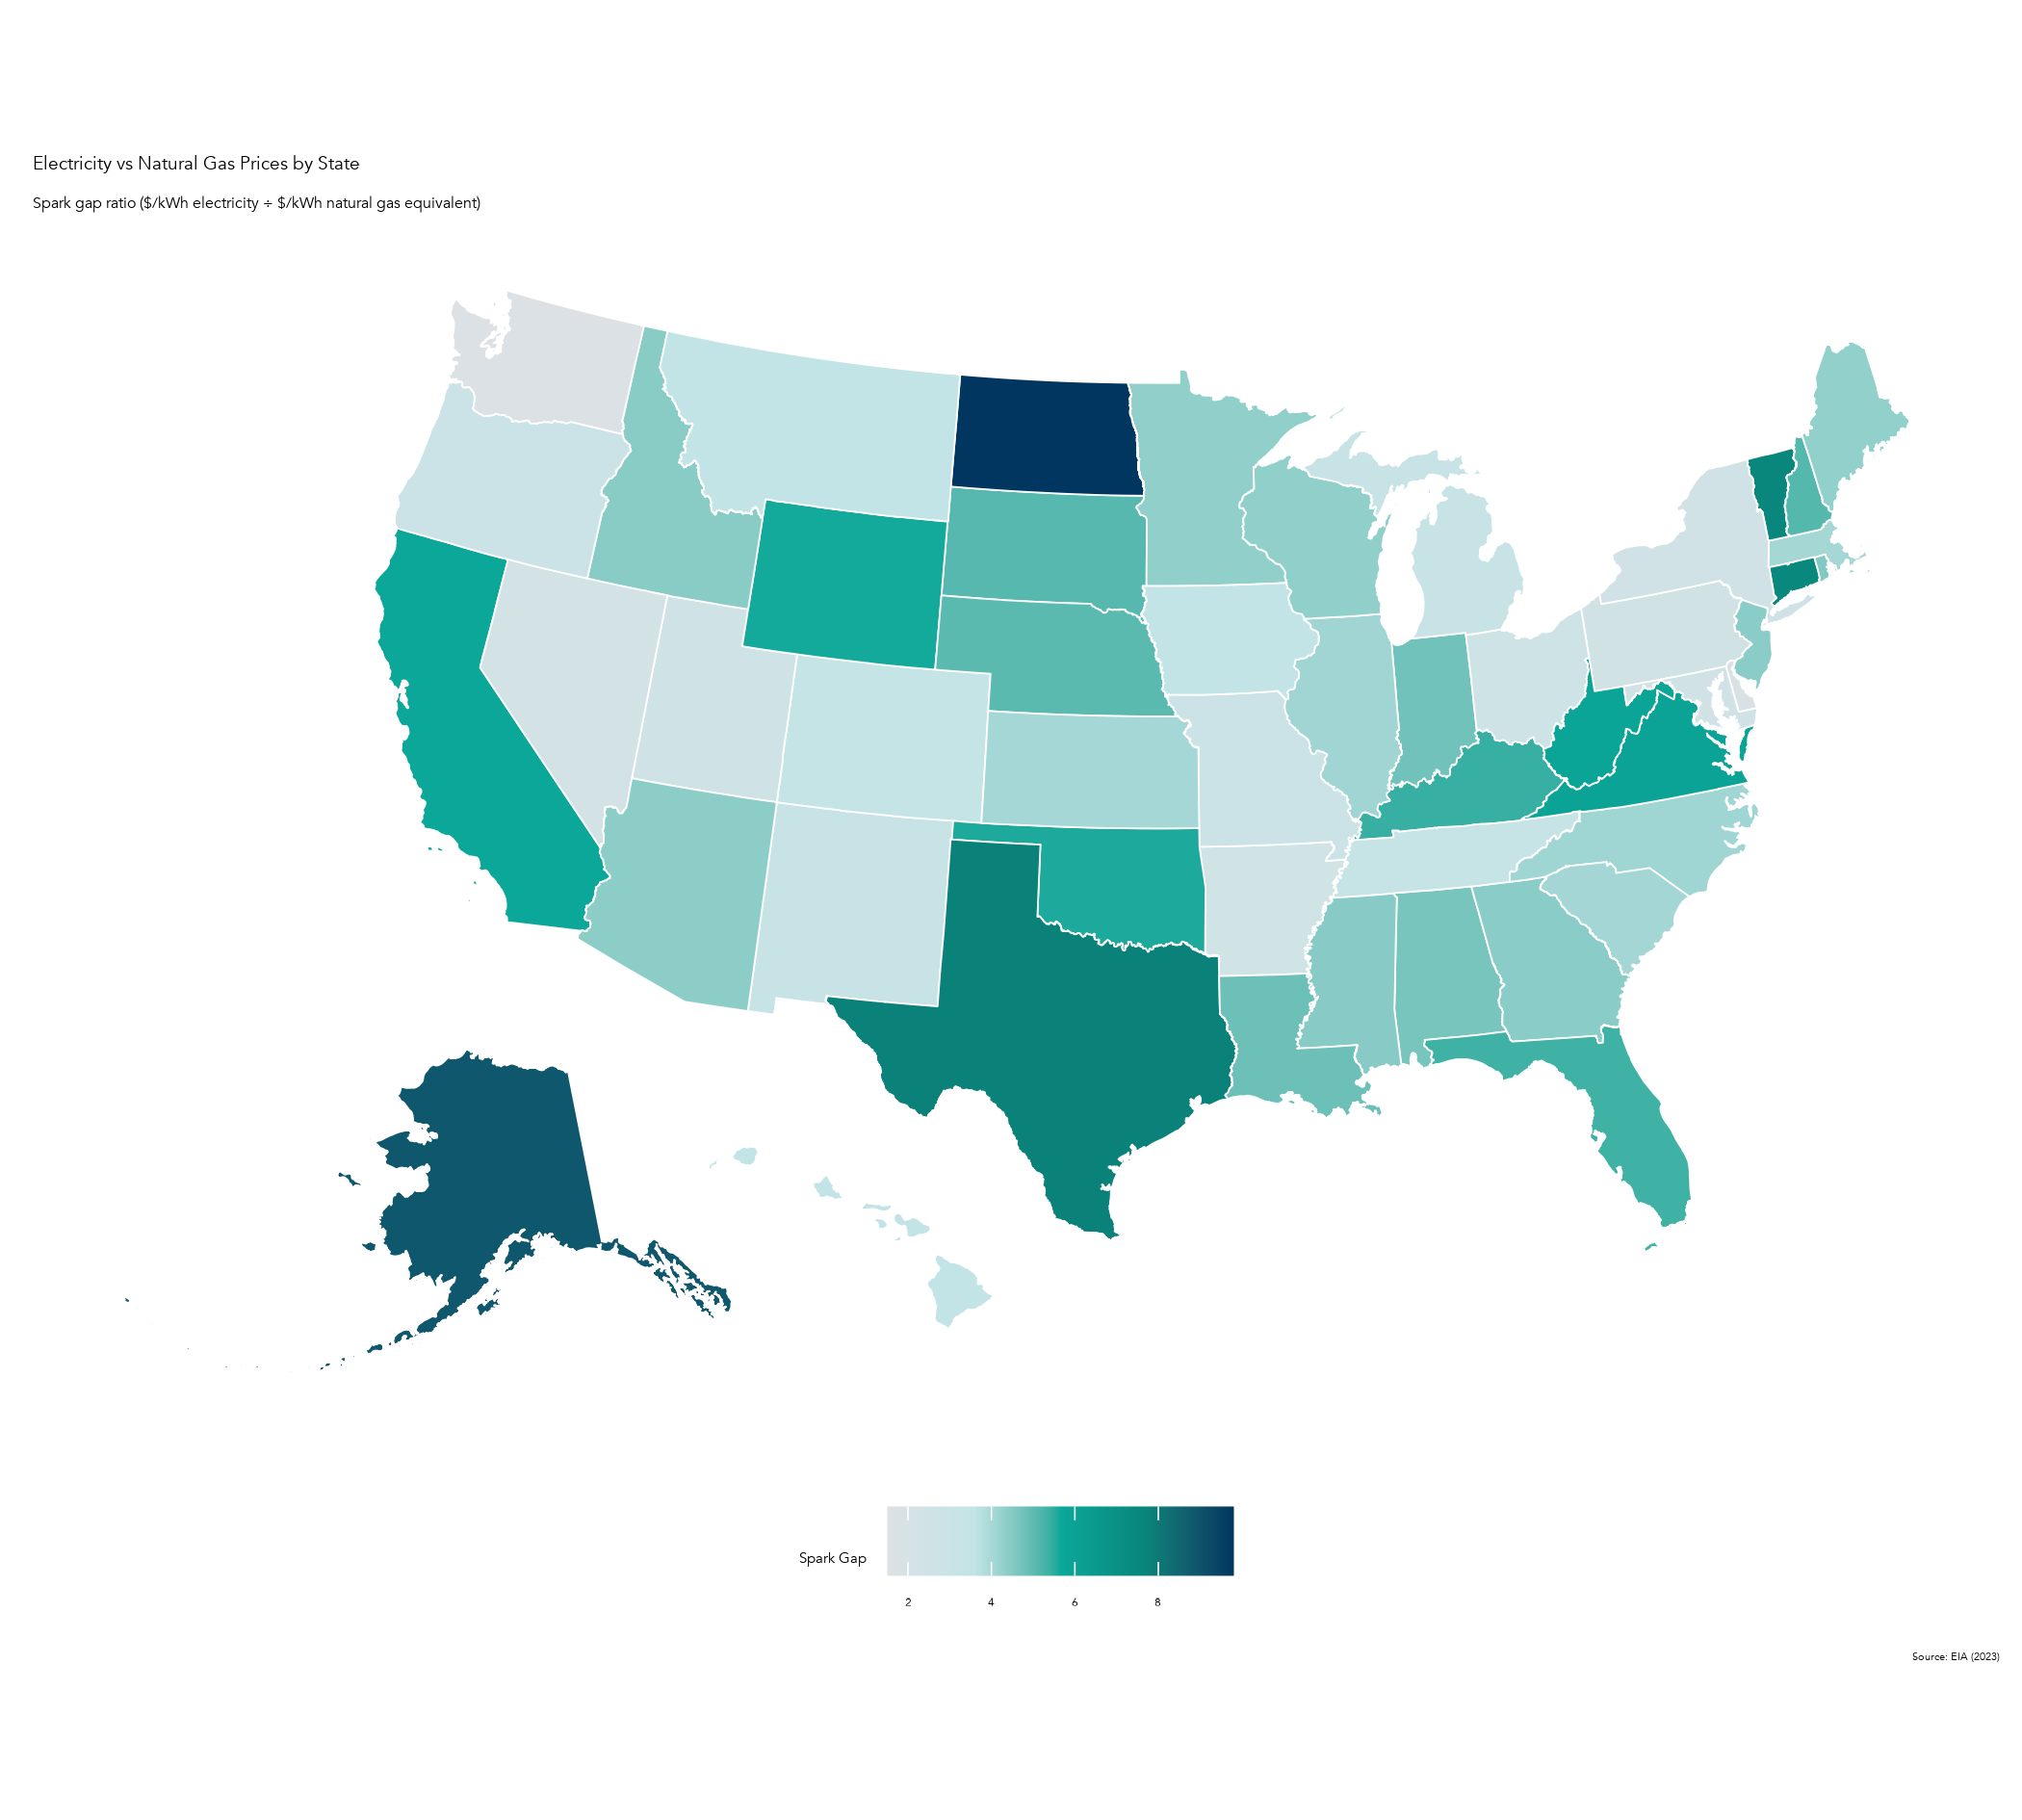 Electricity vs Natural Gas Prices by State
Spark gap ratio ($/kWh electricity ÷ $/kWh natural gas equivalent)
Spark Gap
2 4 6 8
Source: EIA (2023)